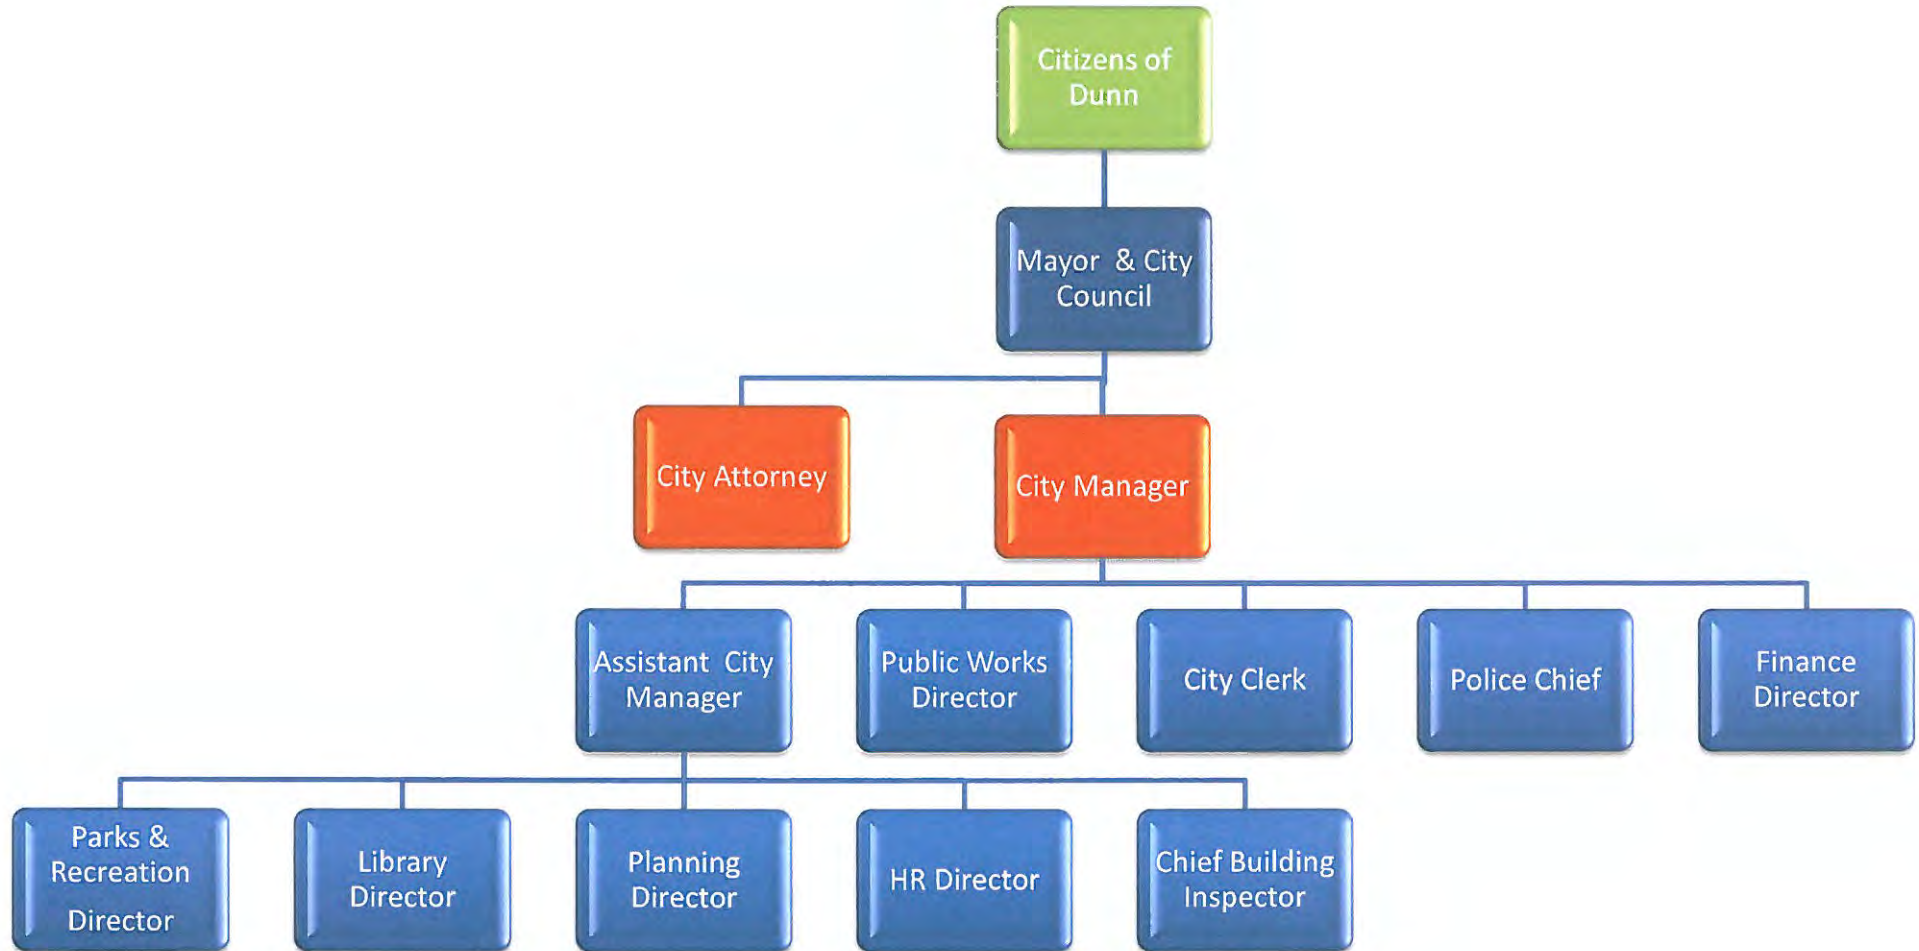 Citizens of
Dunn
Mayor & City
Council
City Attorney
City Manager
Assistant City
Manager
Public Works
Director
City Clerk
Police Chief
Finance
Director
Parks &
Recreation
Director
Library
Director
Planning
Director
HR Director
Chief Building
Inspector